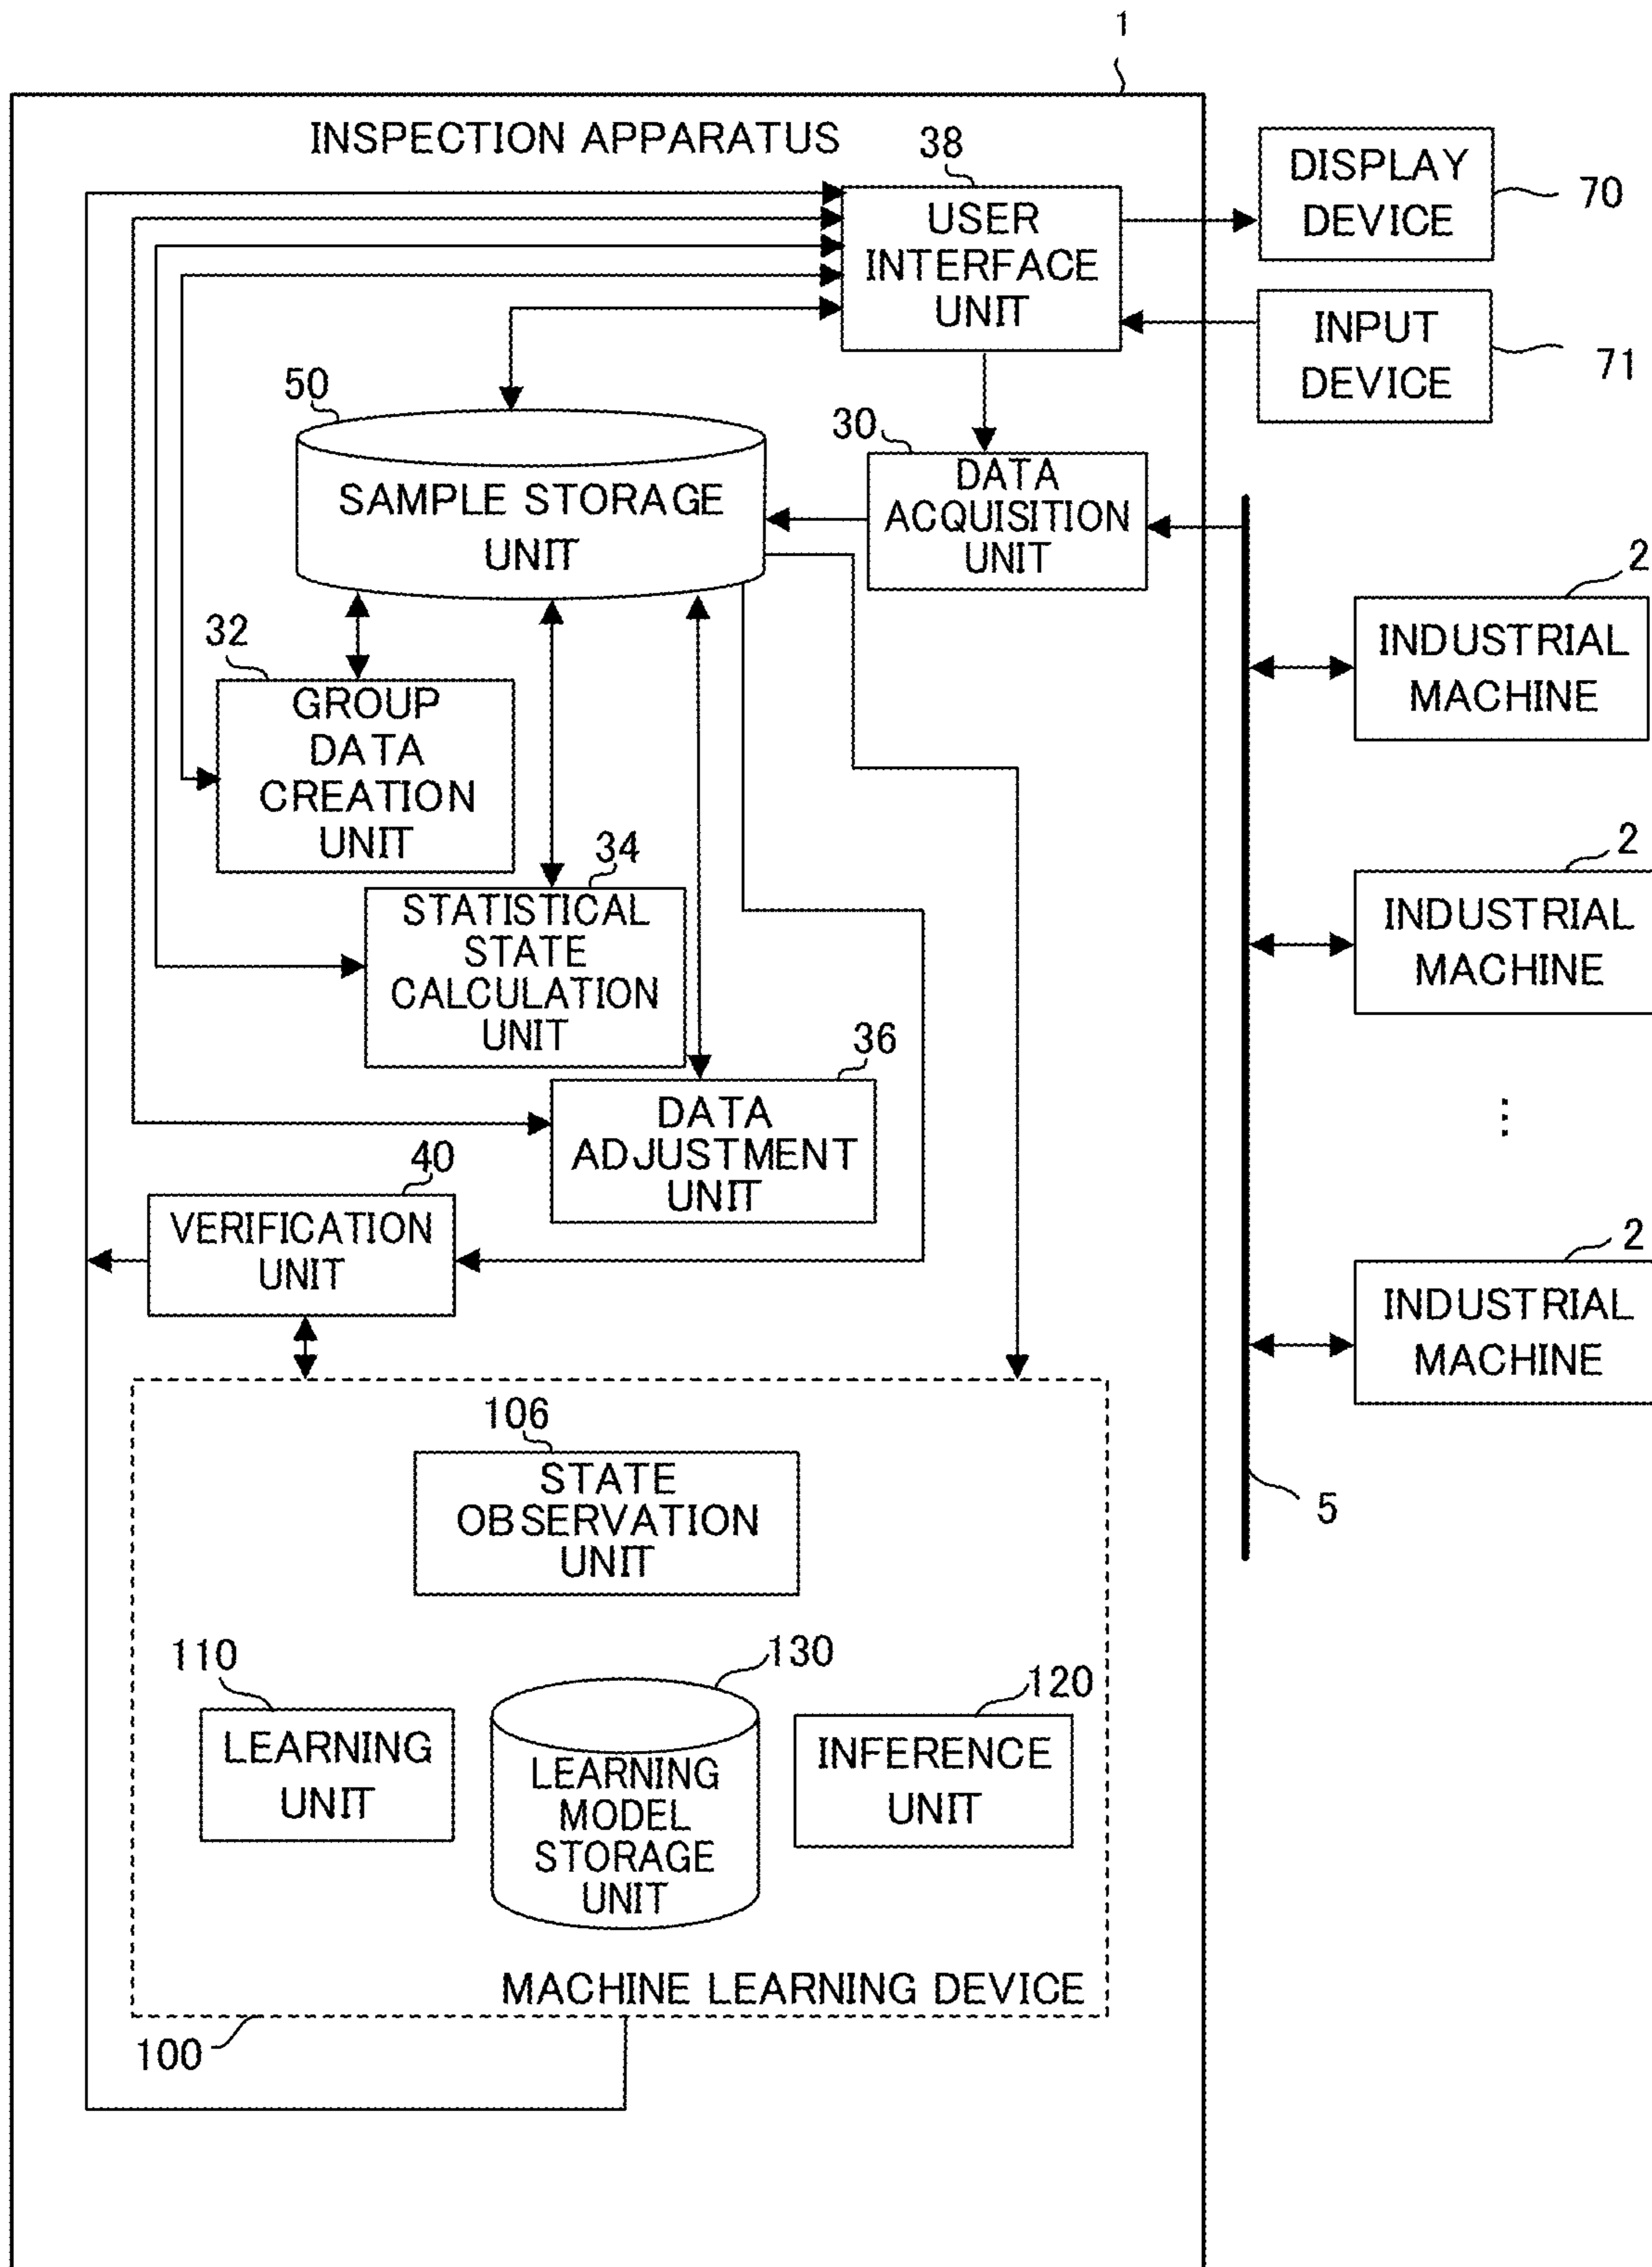 1
INSPECTION APPARATUS
38
USER
INTERFACE
UNIT
DISPLAY
DEVICE
70
INPUT
DEVICE
71
50
SAMPLE STORAGE
UNIT
30
DATA
ACQUISITION
UNIT
2
INDUSTRIAL
MACHINE
32
GROUP
DATA
CREATION
UNIT
34
STATISTICAL
STATE
CALCULATION
UNIT
2
INDUSTRIAL
MACHINE
36
DATA
ADJUSTMENT
UNIT
⋮
40
VERIFICATION
UNIT
2
INDUSTRIAL
MACHINE
5
106
STATE
OBSERVATION
UNIT
110
LEARNING
UNIT
130
LEARNING
MODEL
STORAGE
UNIT
120
INFERENCE
UNIT
MACHINE LEARNING DEVICE
100